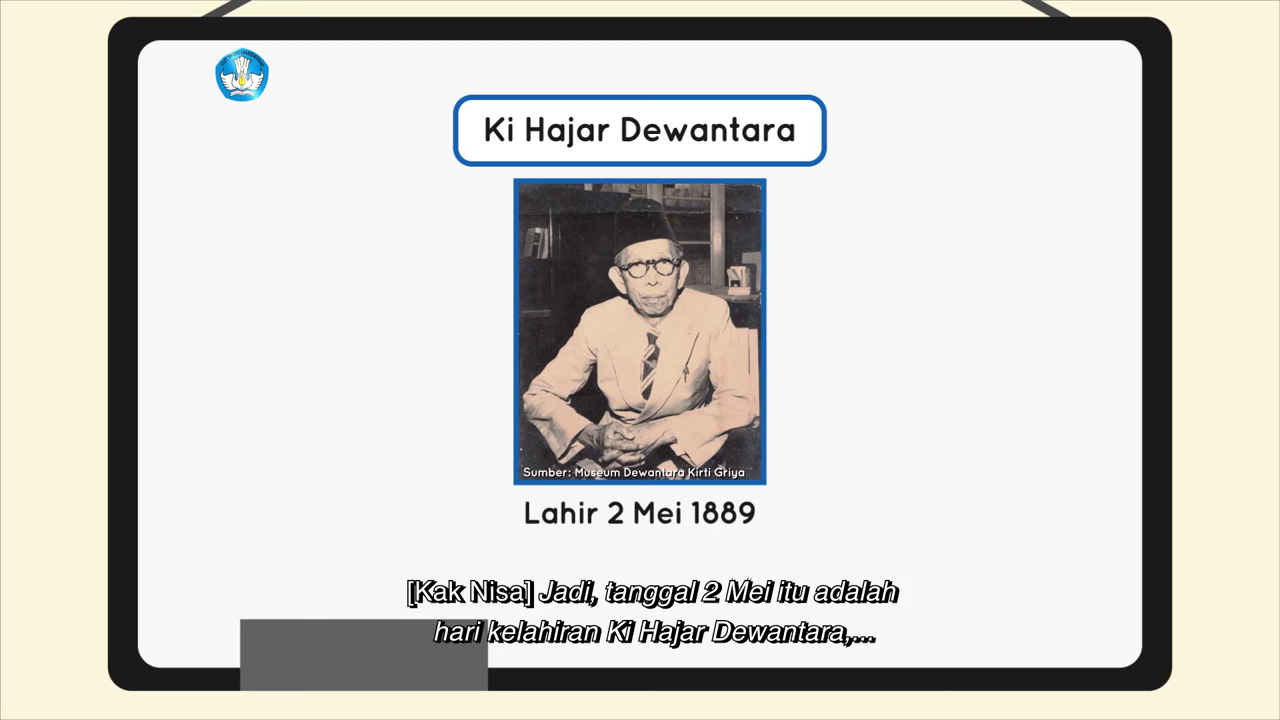 Ki Hajar Dewantara
Sumber: Museum Dewantara Kirti Griya
Lahir 2 Mei 1889
[Kak Nisa] Jadi, tanggal 2 Mei itu adalah
hari kelahiran Ki Hajar Dewantara,...